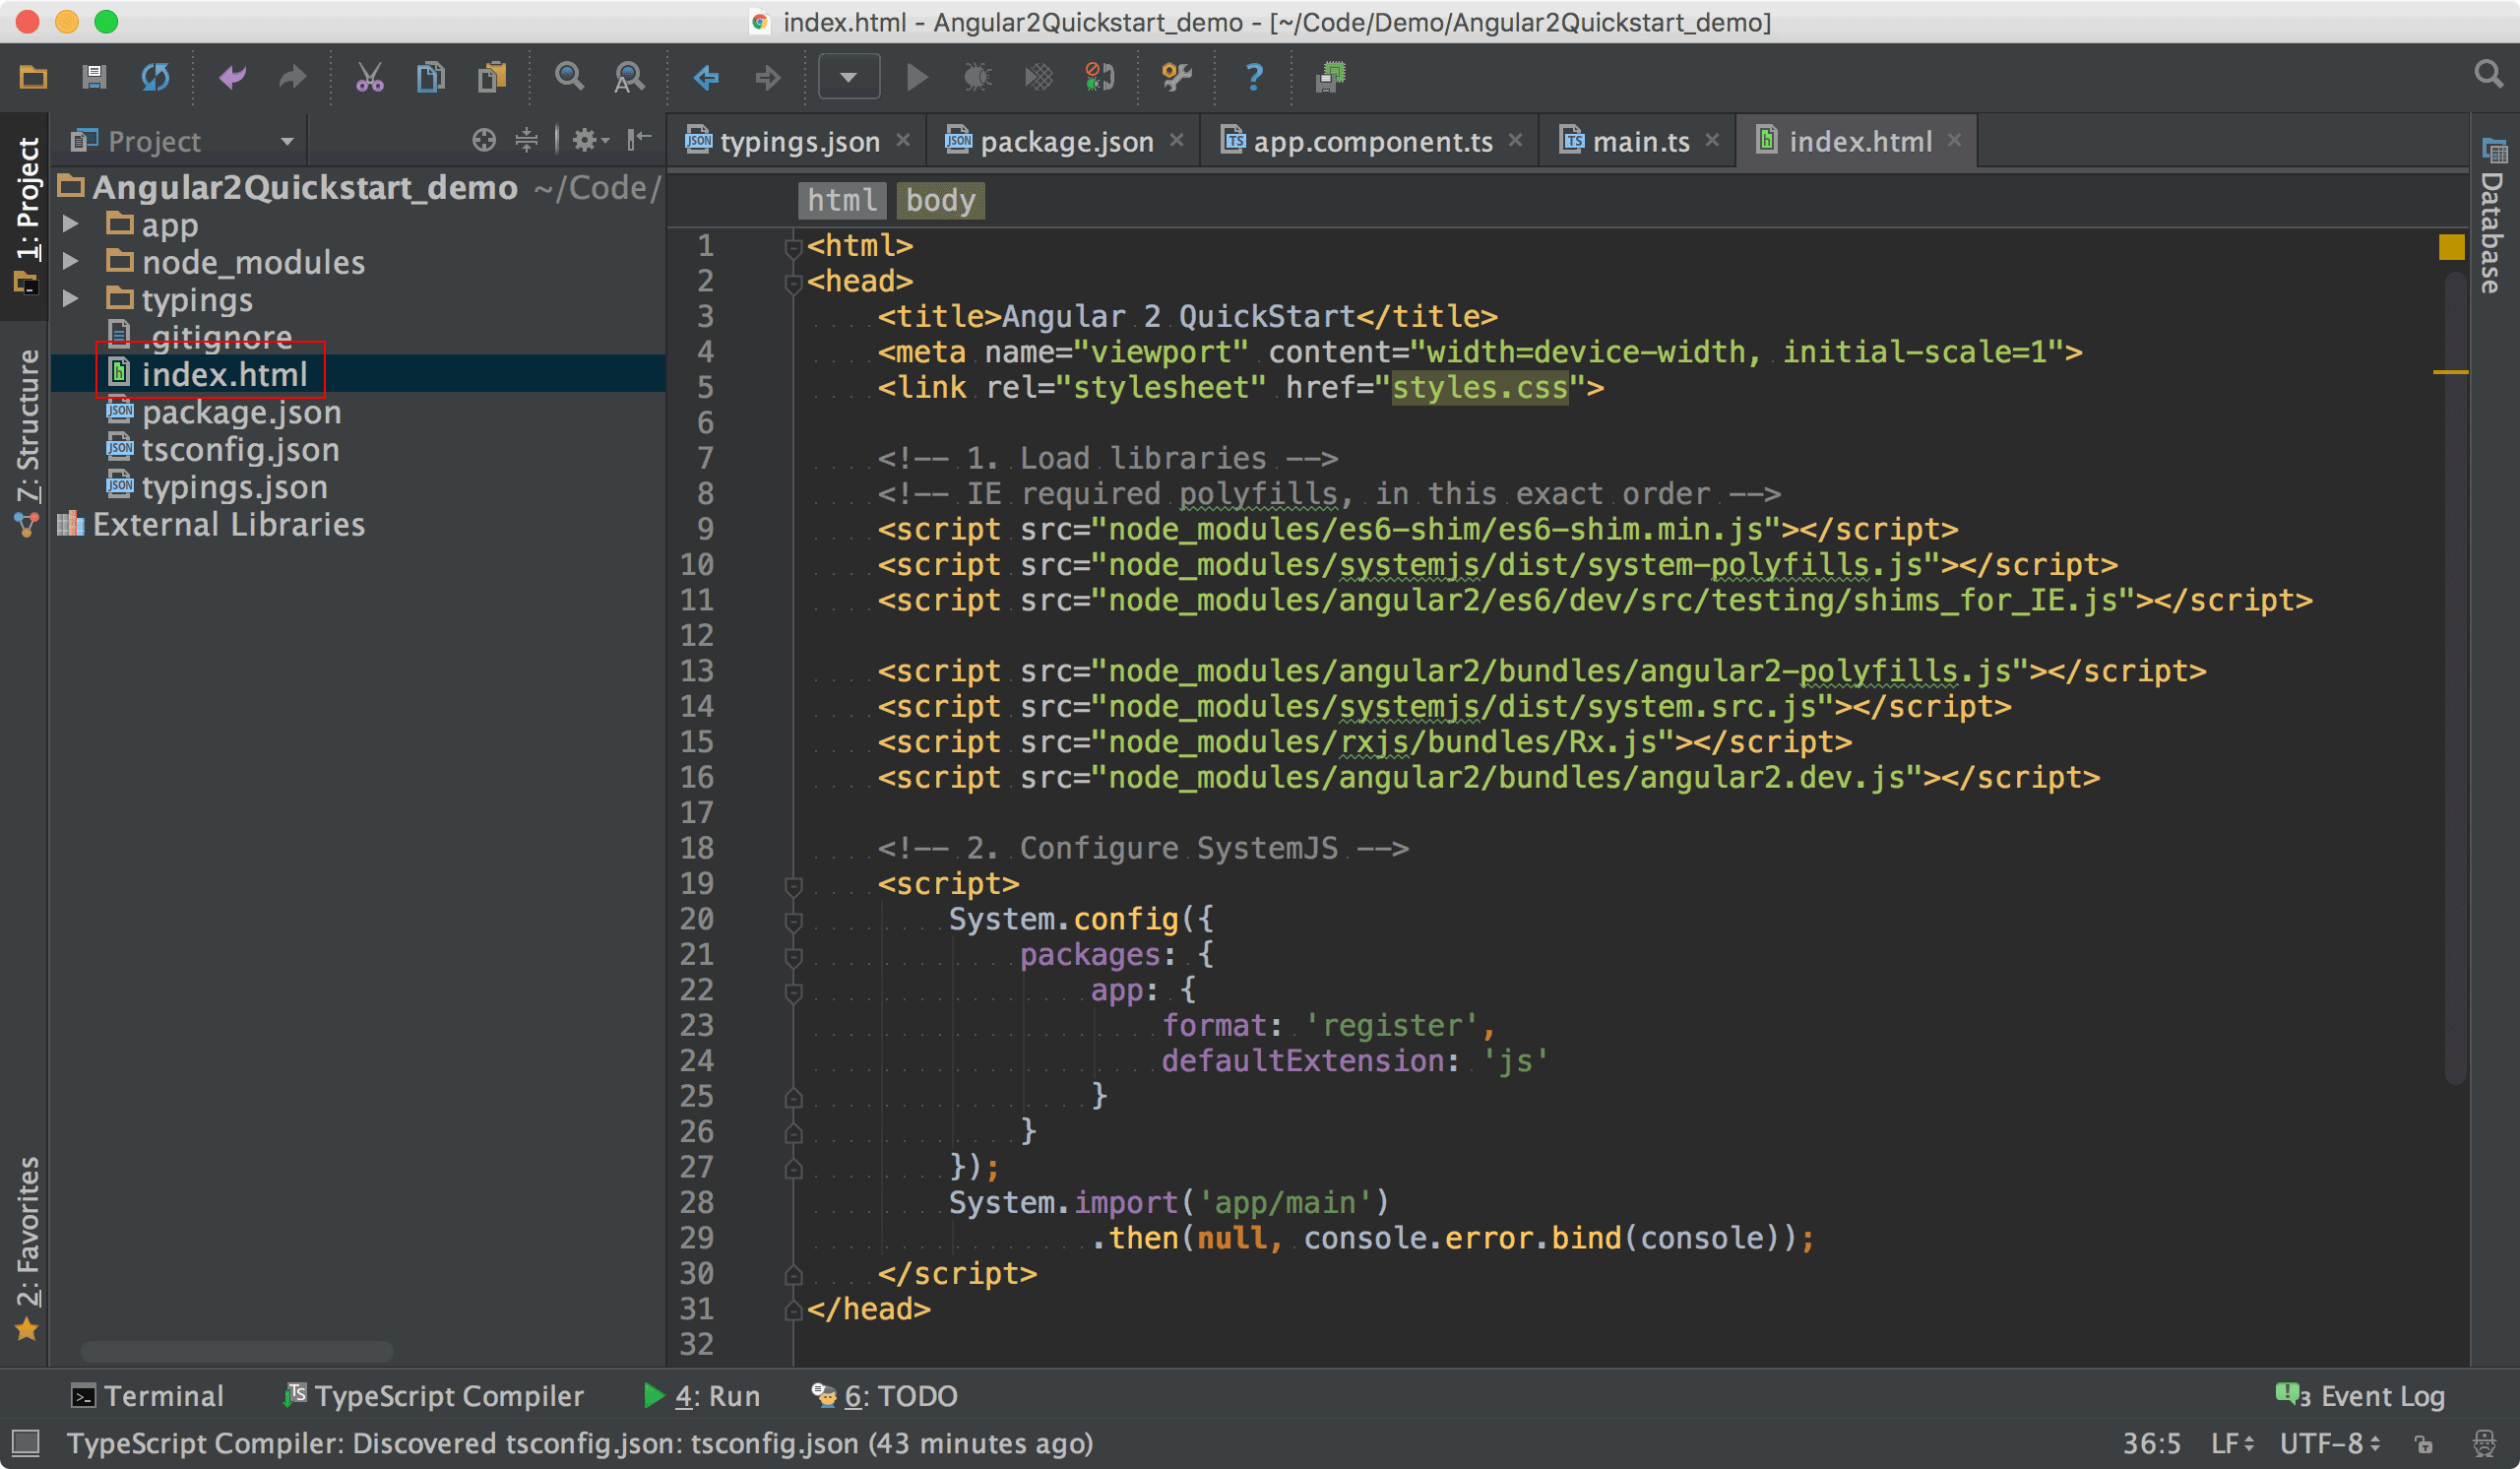 index.html - Angular2Quickstart_demo - [~/Code/Demo/Angular2Quickstart_demo]
1: Project
7: Structure
2: Favorites
Project
Angular2Quickstart_demo ~/Code/
app
node_modules
typings
.gitignore
index.html
package.json
tsconfig.json
typings.json
External Libraries
typings.json package.json app.component.ts main.ts index.html
html body
1 <html>
2 <head>
3 <title>Angular 2 QuickStart</title>
4 <meta name="viewport" content="width=device-width, initial-scale=1">
5 <link rel="stylesheet" href="styles.css">
6
7 <!-- 1. Load libraries -->
8 <!-- IE required polyfills, in this exact order -->
9 <script src="node_modules/es6-shim/es6-shim.min.js"></script>
10 <script src="node_modules/systemjs/dist/system-polyfills.js"></script>
11 <script src="node_modules/angular2/es6/dev/src/testing/shims_for_IE.js"></script>
12
13 <script src="node_modules/angular2/bundles/angular2-polyfills.js"></script>
14 <script src="node_modules/systemjs/dist/system.src.js"></script>
15 <script src="node_modules/rxjs/bundles/Rx.js"></script>
16 <script src="node_modules/angular2/bundles/angular2.dev.js"></script>
17
18 <!-- 2. Configure SystemJS -->
19 <script>
20 System.config({
21 packages: {
22 app: {
23 format: 'register',
24 defaultExtension: 'js'
25 }
26 }
27 });
28 System.import('app/main')
29 .then(null, console.error.bind(console));
30 </script>
31 </head>
32
Database
Terminal TypeScript Compiler 4: Run 6: TODO 3 Event Log
TypeScript Compiler: Discovered tsconfig.json: tsconfig.json (43 minutes ago) 36:5 LF UTF-8